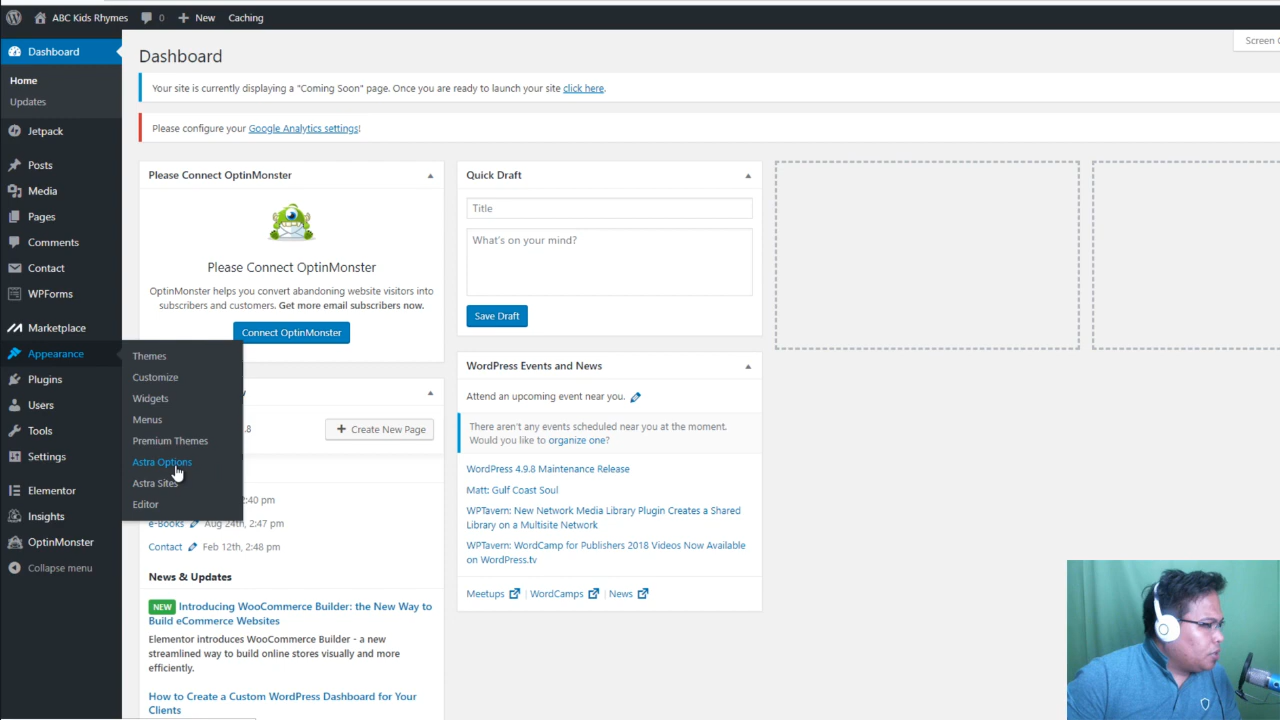 ABC Kids Rhymes 0 New Caching
Dashboard
Home
Updates
Jetpack
Posts
Media
Pages
Comments
Contact
WPForms
Marketplace
Appearance
Plugins
Users
Tools
Settings
Elementor
Insights
OptinMonster
Collapse menu
Themes
Customize
Widgets
Menus
Premium Themes
Astra Options
Astra Sites
Editor
Screen
Dashboard
Your site is currently displaying a "Coming Soon" page. Once you are ready to launch your site click here.
Please configure your Google Analytics settings!
Please Connect OptinMonster
Please Connect OptinMonster
OptinMonster helps you convert abandoning website visitors into
subscribers and customers. Get more email subscribers now.
Connect OptinMonster
.8
Create New Page
2:40 pm
e-Books Aug 24th, 2:47 pm
Contact Feb 12th, 2:48 pm
News & Updates
NEW Introducing WooCommerce Builder: the New Way to
Build eCommerce Websites
Elementor introduces WooCommerce Builder - a new
streamlined way to build online stores visually and more
efficiently.
How to Create a Custom WordPress Dashboard for Your
Clients
Quick Draft
Title
What's on your mind?
Save Draft
WordPress Events and News
Attend an upcoming event near you.
There aren't any events scheduled near you at the moment.
Would you like to organize one?
WordPress 4.9.8 Maintenance Release
Matt: Gulf Coast Soul
WPTavern: New Network Media Library Plugin Creates a Shared
Library on a Multisite Network
WPTavern: WordCamp for Publishers 2018 Videos Now Available
on WordPress.tv
Meetups | WordCamps | News